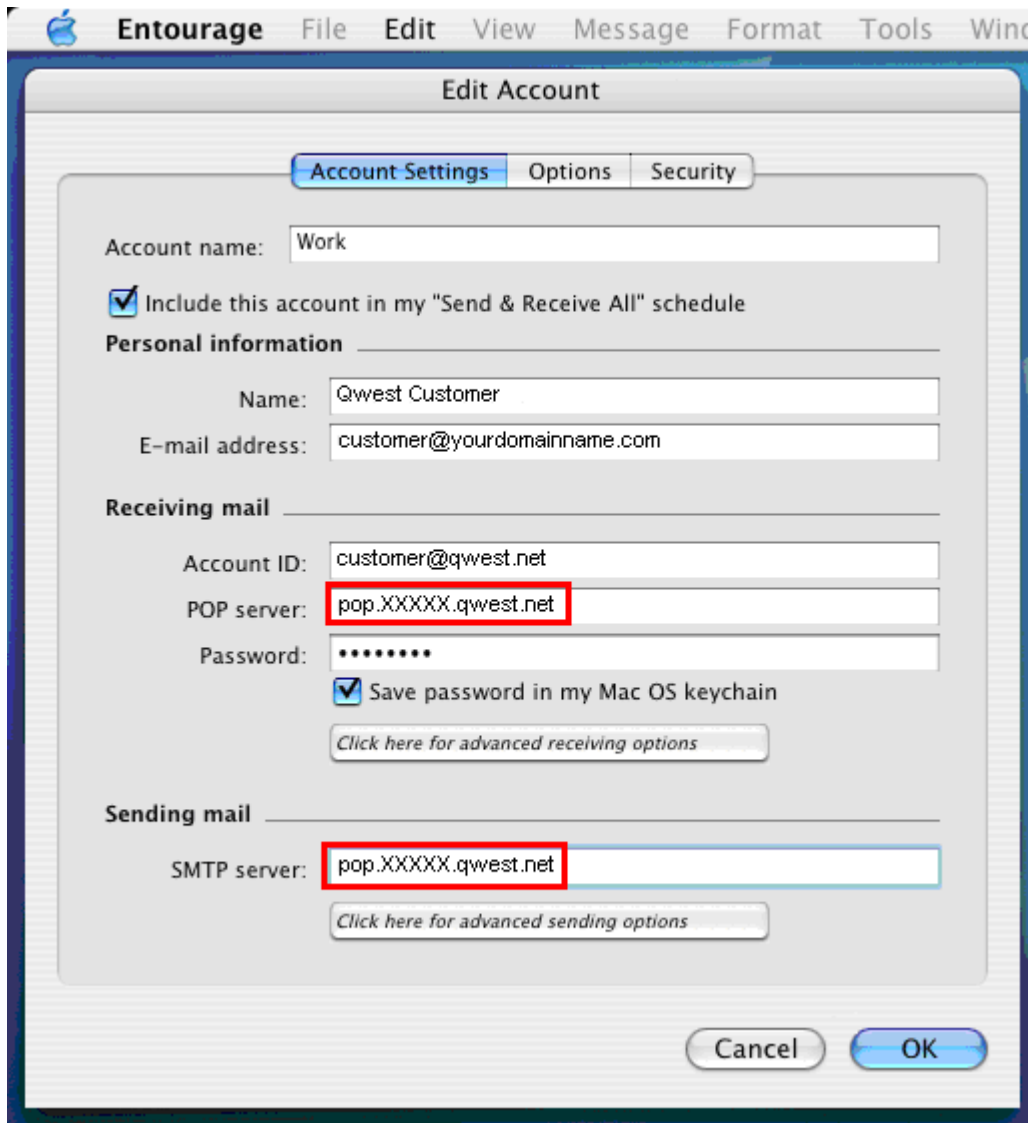 Entourage File Edit View Message Format Tools Wind
Edit Account
Account Settings Options Security
Account name: Work
Include this account in my "Send & Receive All" schedule
Personal information
Name: Qwest Customer
E-mail address: customer@yourdomainname.com
Receiving mail
Account ID: customer@qwest.net
POP server: pop.XXXXX.qwest.net
Password: ••••••••
Save password in my Mac OS keychain
Click here for advanced receiving options
Sending mail
SMTP server: pop.XXXXX.qwest.net
Click here for advanced sending options
Cancel OK